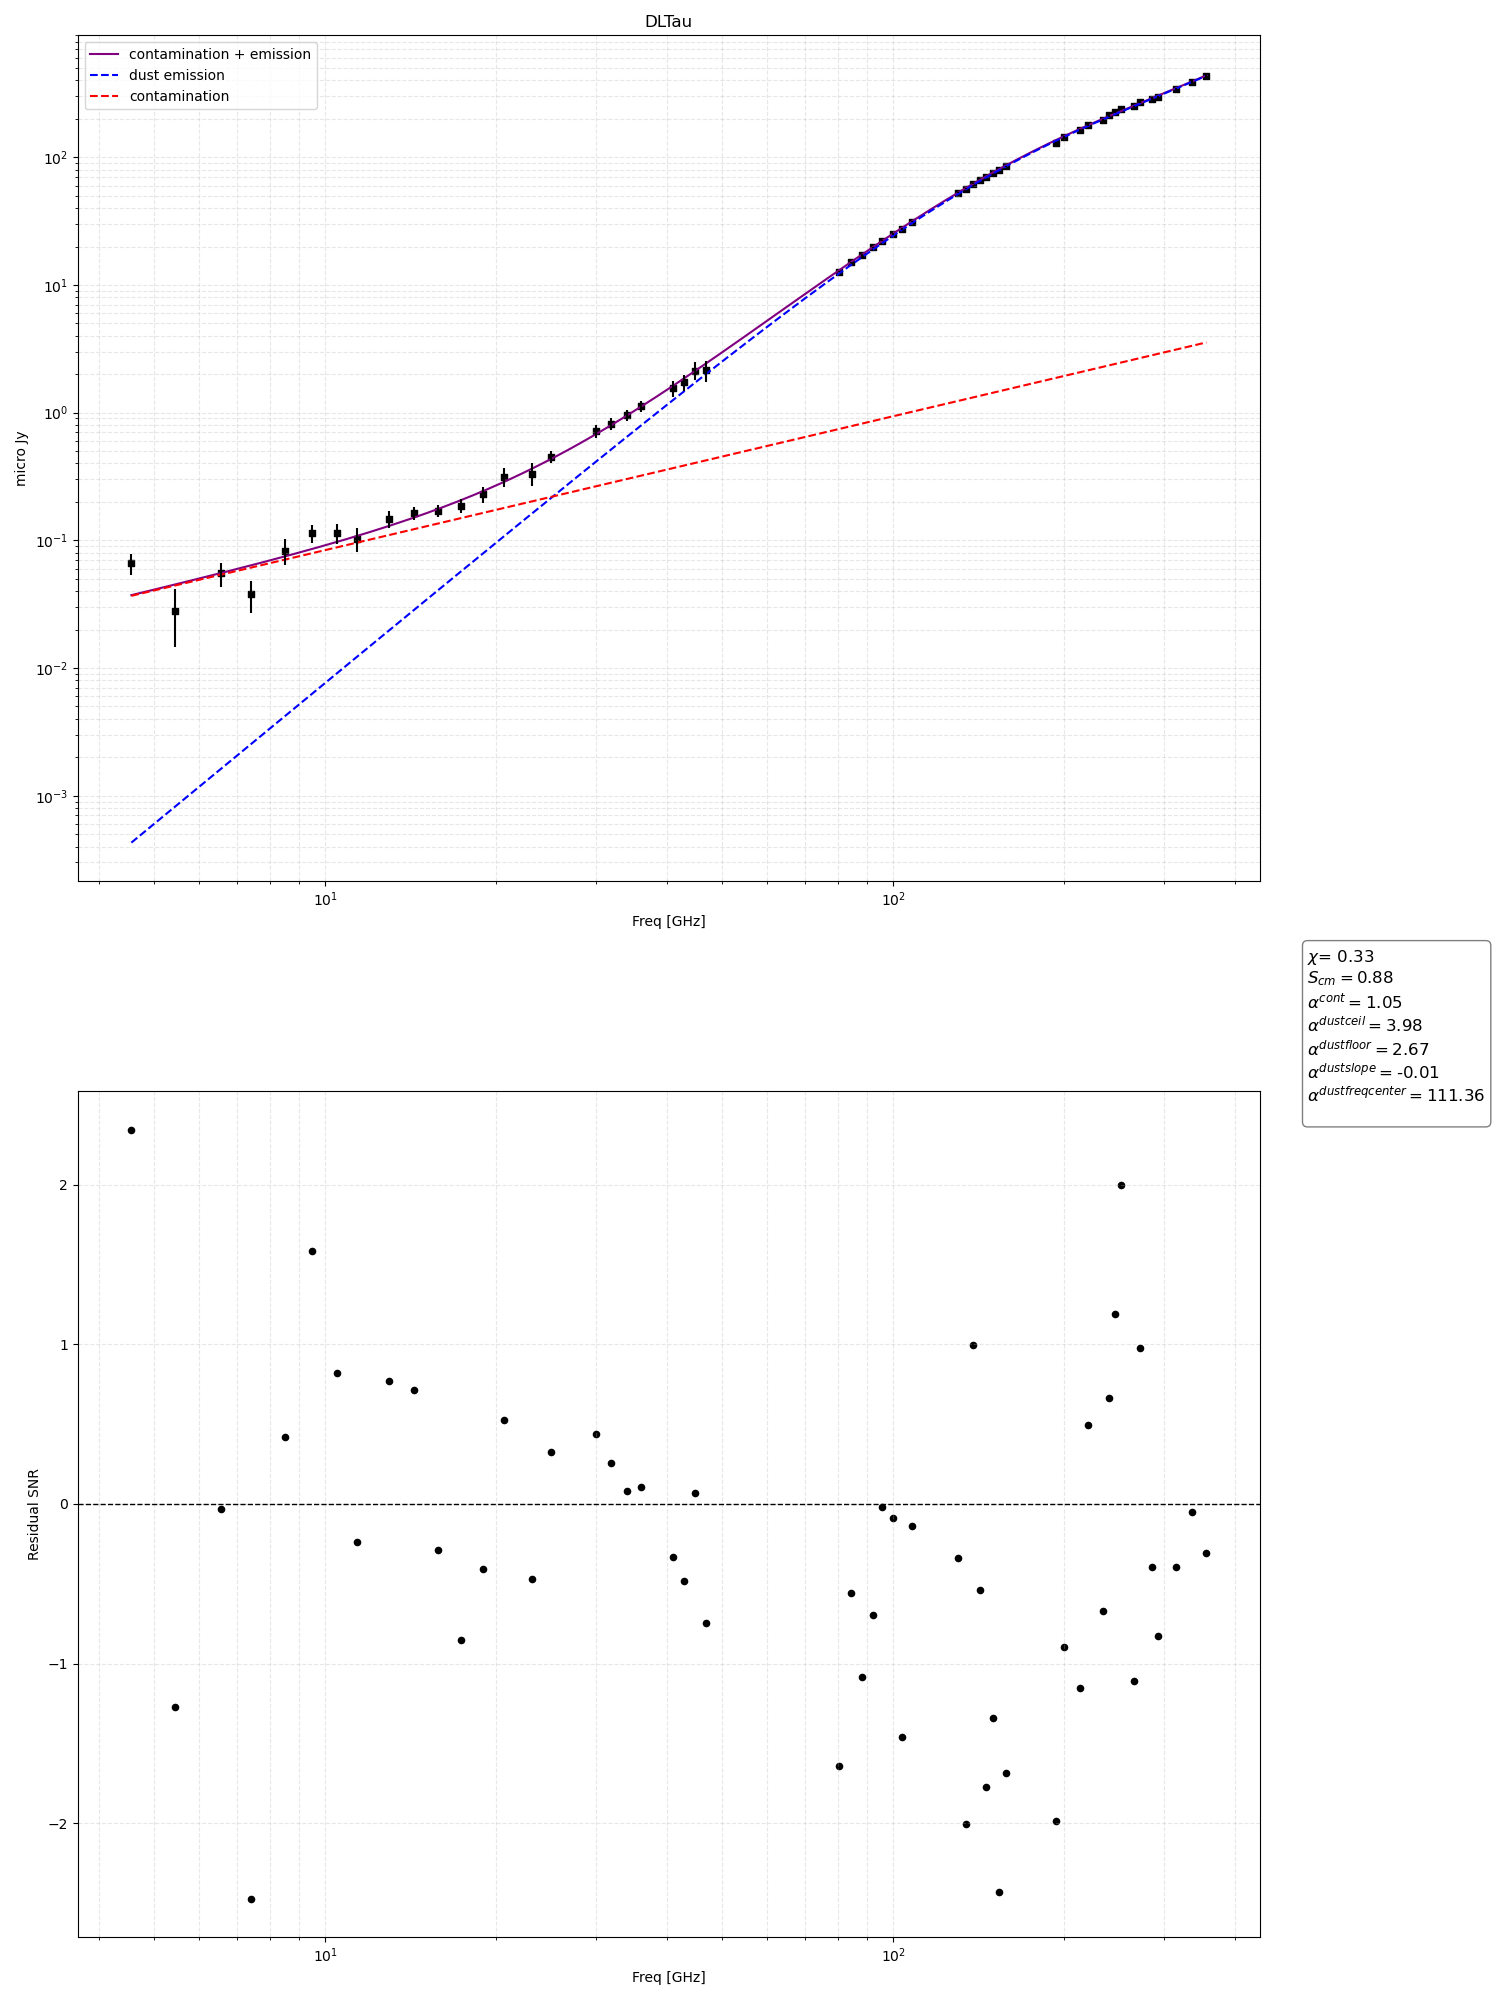 DLTau
contamination + emission
dust emission
contamination
10²
10¹
10⁰
10⁻¹
10⁻²
10⁻³
micro Jy
10¹ 10²
Freq [GHz]
χ= 0.33
S_cm = 0.88
α^cont = 1.05
α^dustceil = 3.98
α^dustfloor = 2.67
α^dustslope = -0.01
α^dustfreqcenter = 111.36
2
1
0
−1
−2
Residual SNR
10¹ 10²
Freq [GHz]